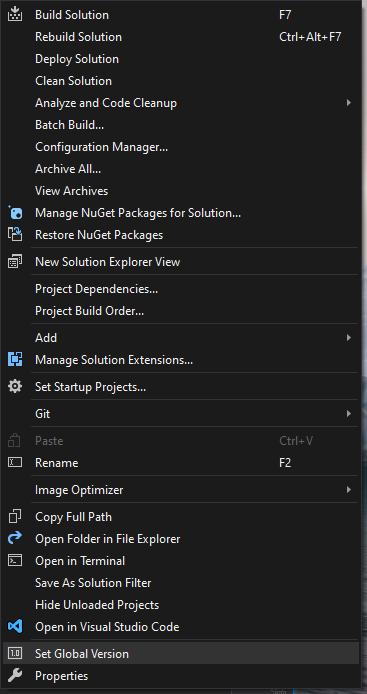 Build Solution F7
Rebuild Solution Ctrl+Alt+F7
Deploy Solution
Clean Solution
Analyze and Code Cleanup
Batch Build...
Configuration Manager...
Archive All...
View Archives
Manage NuGet Packages for Solution...
Restore NuGet Packages
New Solution Explorer View
Project Dependencies...
Project Build Order...
Add
Manage Solution Extensions...
Set Startup Projects...
Git
Paste Ctrl+V
Rename F2
Image Optimizer
Copy Full Path
Open Folder in File Explorer
Open in Terminal
Save As Solution Filter
Hide Unloaded Projects
Open in Visual Studio Code
1.0 Set Global Version
Properties